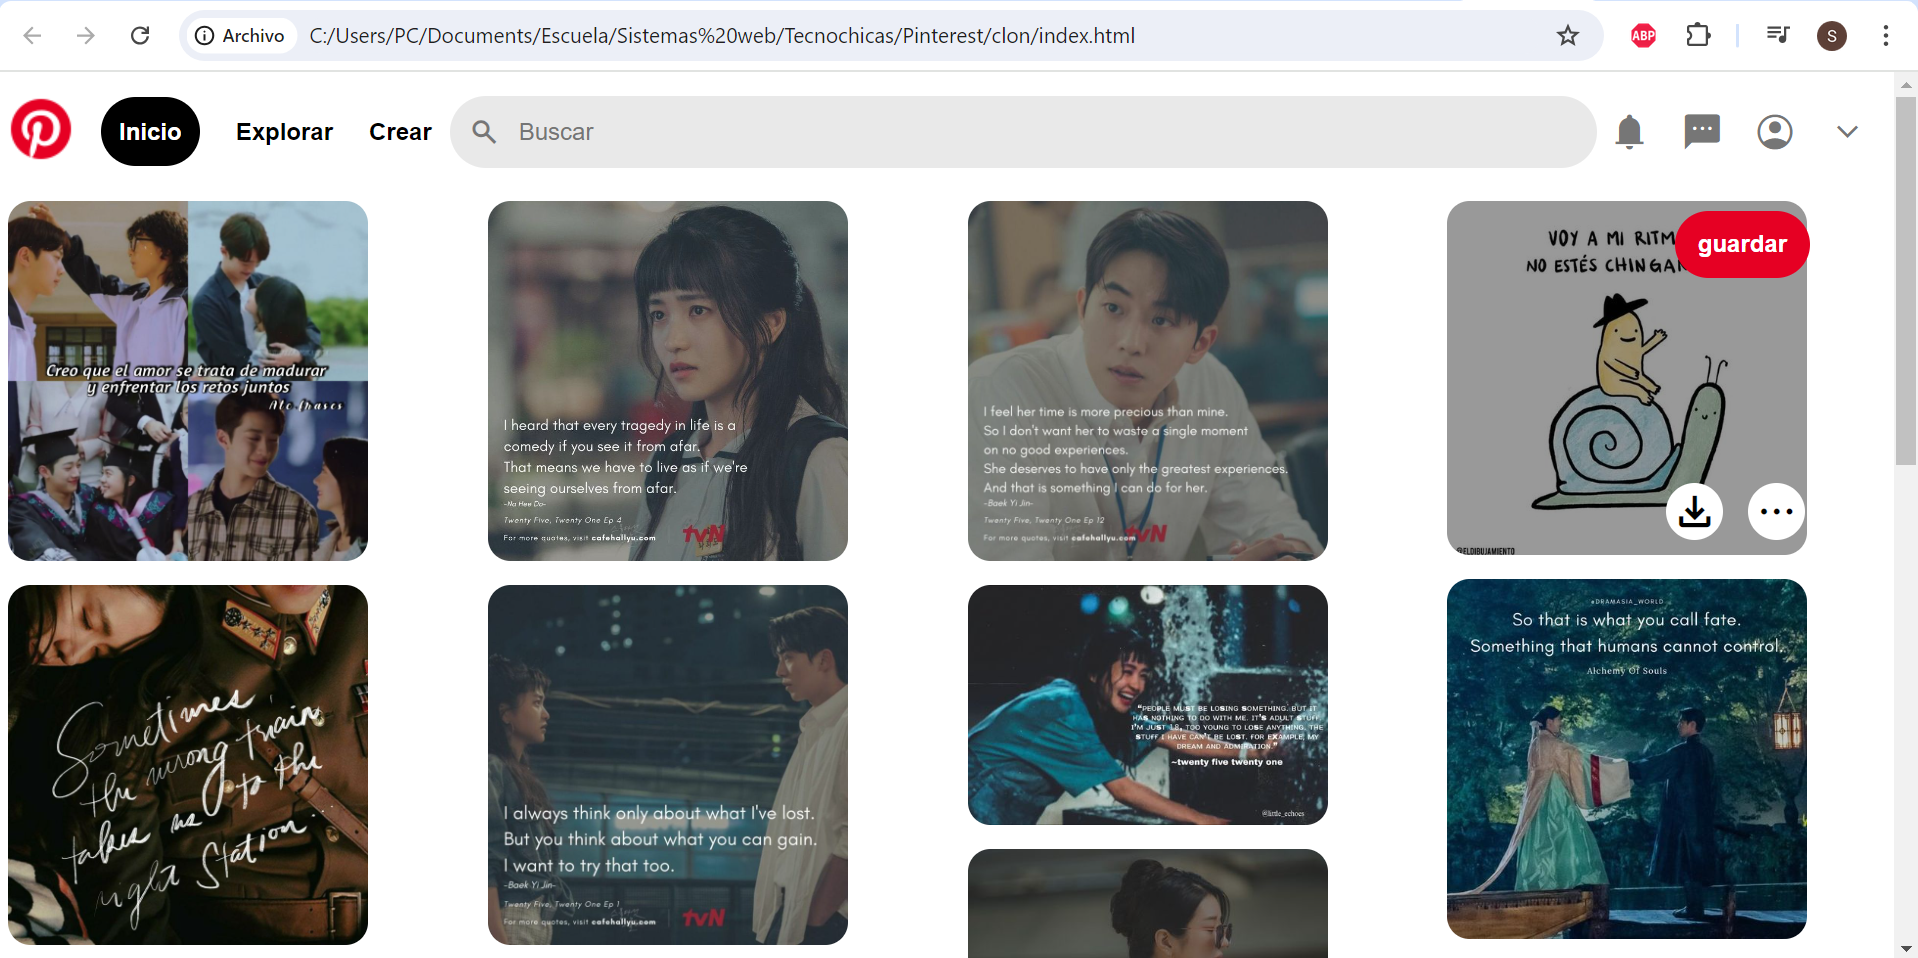 Archivo
C:/Users/PC/Documents/Escuela/Sistemas%20web/Tecnochicas/Pinterest/clon/index.html
ABP
S
Inicio
Explorar
Crear
Buscar
Creo que el amor se trata de madurar
y enfrentar los retos juntos
Ale frases
I heard that every tragedy in life is a
comedy if you see it from afar.
That means we have to live as if we're
seeing ourselves from afar.
-Na Hee Do-
Twenty Five, Twenty One Ep 4
For more quotes, visit cafehallyu.com
tvN
I feel her time is more precious than mine.
So I don't want her to waste a single moment
on no good experiences.
She deserves to have only the greatest experiences.
And that is something I can do for her.
-Baek Yi Jin-
Twenty Five, Twenty One Ep 12
For more quotes, visit cafehallyu.com
tvN
VOY A MI RITM
NO ESTÉS CHINGAN
guardar
@ELDIBUJAMIENTO
Sometimes
the wrong train
takes us to the
right station.
I always think only about what I've lost.
But you think about what you can gain.
I want to try that too.
-Baek Yi Jin-
Twenty Five, Twenty One Ep 1
For more quotes, visit cafehallyu.com
tvN
"PEOPLE MUST BE LOSING SOMETHING. BUT IT
HAS NOTHING TO DO WITH ME. IT'S ADULT STUFF.
I'M JUST 18, TOO YOUNG TO LOSE ANYTHING. THE
STUFF I HAVE CAN'T BE LOST. FOR EXAMPLE, MY
DREAM AND ADMIRATION."
~twenty five twenty one
@little_echoes
#DRAMASIA_WORLD
So that is what you call fate.
Something that humans cannot control.
Alchemy Of Souls